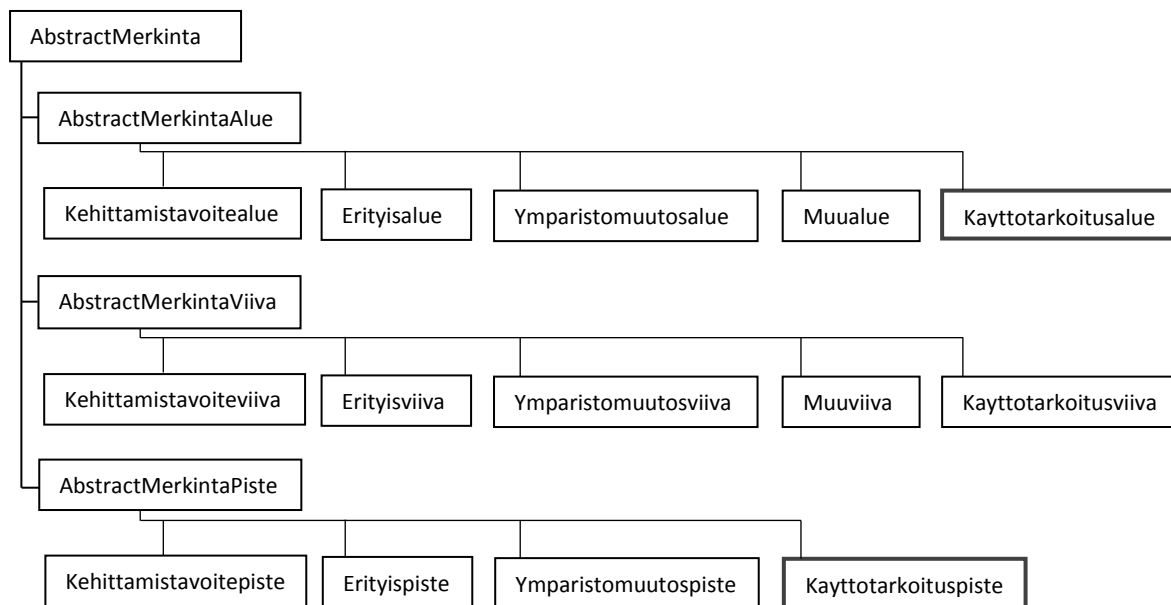 AbstractMerkinta
AbstractMerkintaAlue
Kehittamistavoitealue
Erityisalue
Ymparistomuutosalue
Muualue
Kayttotarkoitusalue
AbstractMerkintaViiva
Kehittamistavoiteviiva
Erityisviiva
Ymparistomuutosviiva
Muuviiva
Kayttotarkoitusviiva
AbstractMerkintaPiste
Kehittamistavoitepiste
Erityispiste
Ymparistomuutospiste
Kayttotarkoituspiste